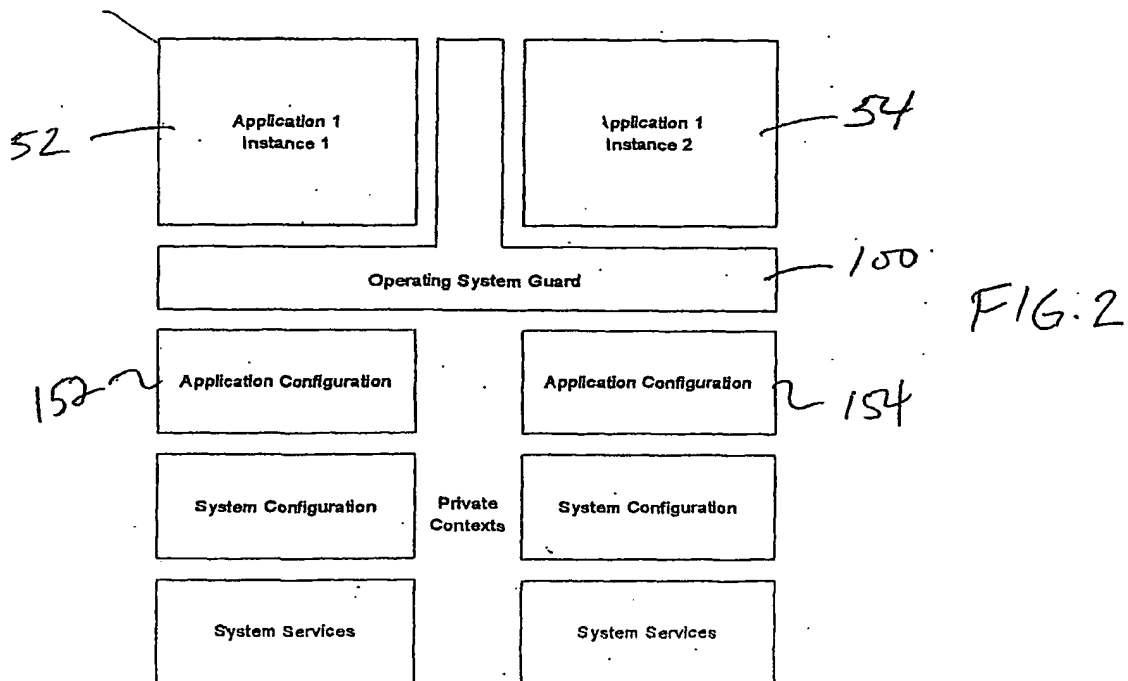 Application 1
Instance 1
Application 1
Instance 2
52
54
Operating System Guard
100
FIG. 2
Application Configuration
Application Configuration
152
154
System Configuration
Private
Contexts
System Configuration
System Services
System Services